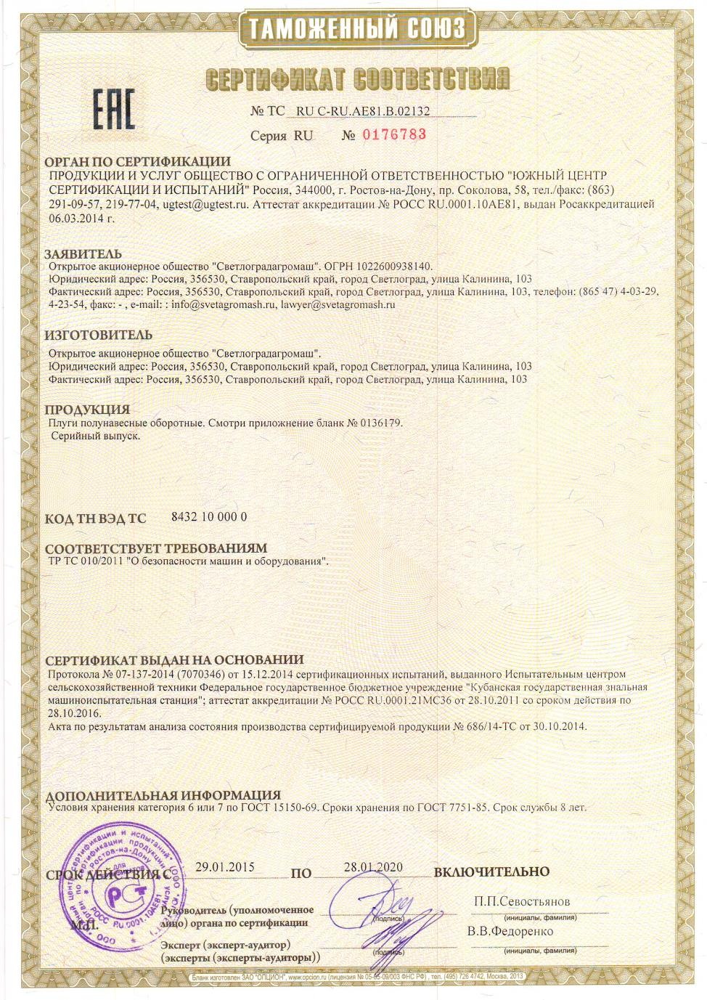 ТАМОЖЕННЫЙ СОЮЗ
СЕРТИФИКАТ СООТВЕТСТВИЯ
ЕАС
№ ТС RU C-RU.АЕ81.В.02132
Серия RU № 0176783
ОРГАН ПО СЕРТИФИКАЦИИ
ПРОДУКЦИИ И УСЛУГ ОБЩЕСТВО С ОГРАНИЧЕННОЙ ОТВЕТСТВЕННОСТЬЮ "ЮЖНЫЙ ЦЕНТР
СЕРТИФИКАЦИИ И ИСПЫТАНИЙ" Россия, 344000, г. Ростов-на-Дону, пр. Соколова, 58, тел./факс: (863)
291-09-57, 219-77-04, ugtest@ugtest.ru. Аттестат аккредитации № РОСС RU.0001.10АЕ81, выдан Росаккредитацией
06.03.2014 г.
ЗАЯВИТЕЛЬ
Открытое акционерное общество "Светлоградагромаш". ОГРН 1022600938140.
Юридический адрес: Россия, 356530, Ставропольский край, город Светлоград, улица Калинина, 103
Фактический адрес: Россия, 356530, Ставропольский край, город Светлоград, улица Калинина, 103, телефон: (865 47) 4-03-29,
4-23-54, факс: - , e-mail: : info@svetagromash.ru, lawyer@svetagromash.ru
ИЗГОТОВИТЕЛЬ
Открытое акционерное общество "Светлоградагромаш".
Юридический адрес: Россия, 356530, Ставропольский край, город Светлоград, улица Калинина, 103
Фактический адрес: Россия, 356530, Ставропольский край, город Светлоград, улица Калинина, 103
ПРОДУКЦИЯ
Плуги полунавесные оборотные. Смотри приложение бланк № 0136179.
Серийный выпуск.
КОД ТН ВЭД ТС 8432 10 000 0
СООТВЕТСТВУЕТ ТРЕБОВАНИЯМ
ТР ТС 010/2011 "О безопасности машин и оборудования".
СЕРТИФИКАТ ВЫДАН НА ОСНОВАНИИ
Протокола № 07-137-2014 (7070346) от 15.12.2014 сертификационных испытаний, выданного Испытательным центром
сельскохозяйственной техники Федеральное государственное бюджетное учреждение "Кубанская государственная знальная
машиноиспытательная станция"; аттестат аккредитации № РОСС RU.0001.21МС36 от 28.10.2011 со сроком действия по
28.10.2016.
Акта по результатам анализа состояния производства сертифицируемой продукции № 686/14-ТС от 30.10.2014.
ДОПОЛНИТЕЛЬНАЯ ИНФОРМАЦИЯ
Условия хранения категория 6 или 7 по ГОСТ 15150-69. Сроки хранения по ГОСТ 7751-85. Срок службы 8 лет.
СРОК ДЕЙСТВИЯ С 29.01.2015 ПО 28.01.2020 ВКЛЮЧИТЕЛЬНО
М.П.
Руководитель (уполномоченное
лицо) органа по сертификации
(подпись)
П.П.Севостьянов
(инициалы, фамилия)
Эксперт (эксперт-аудитор)
(эксперты (эксперты-аудиторы))
(подпись)
В.В.Федоренко
(инициалы, фамилия)
Бланк изготовлен ЗАО "ОПЦИОН", www.opcion.ru (лицензия № 05-05-09/003 ФНС РФ) , тел. (495) 726 4742, Москва, 2013